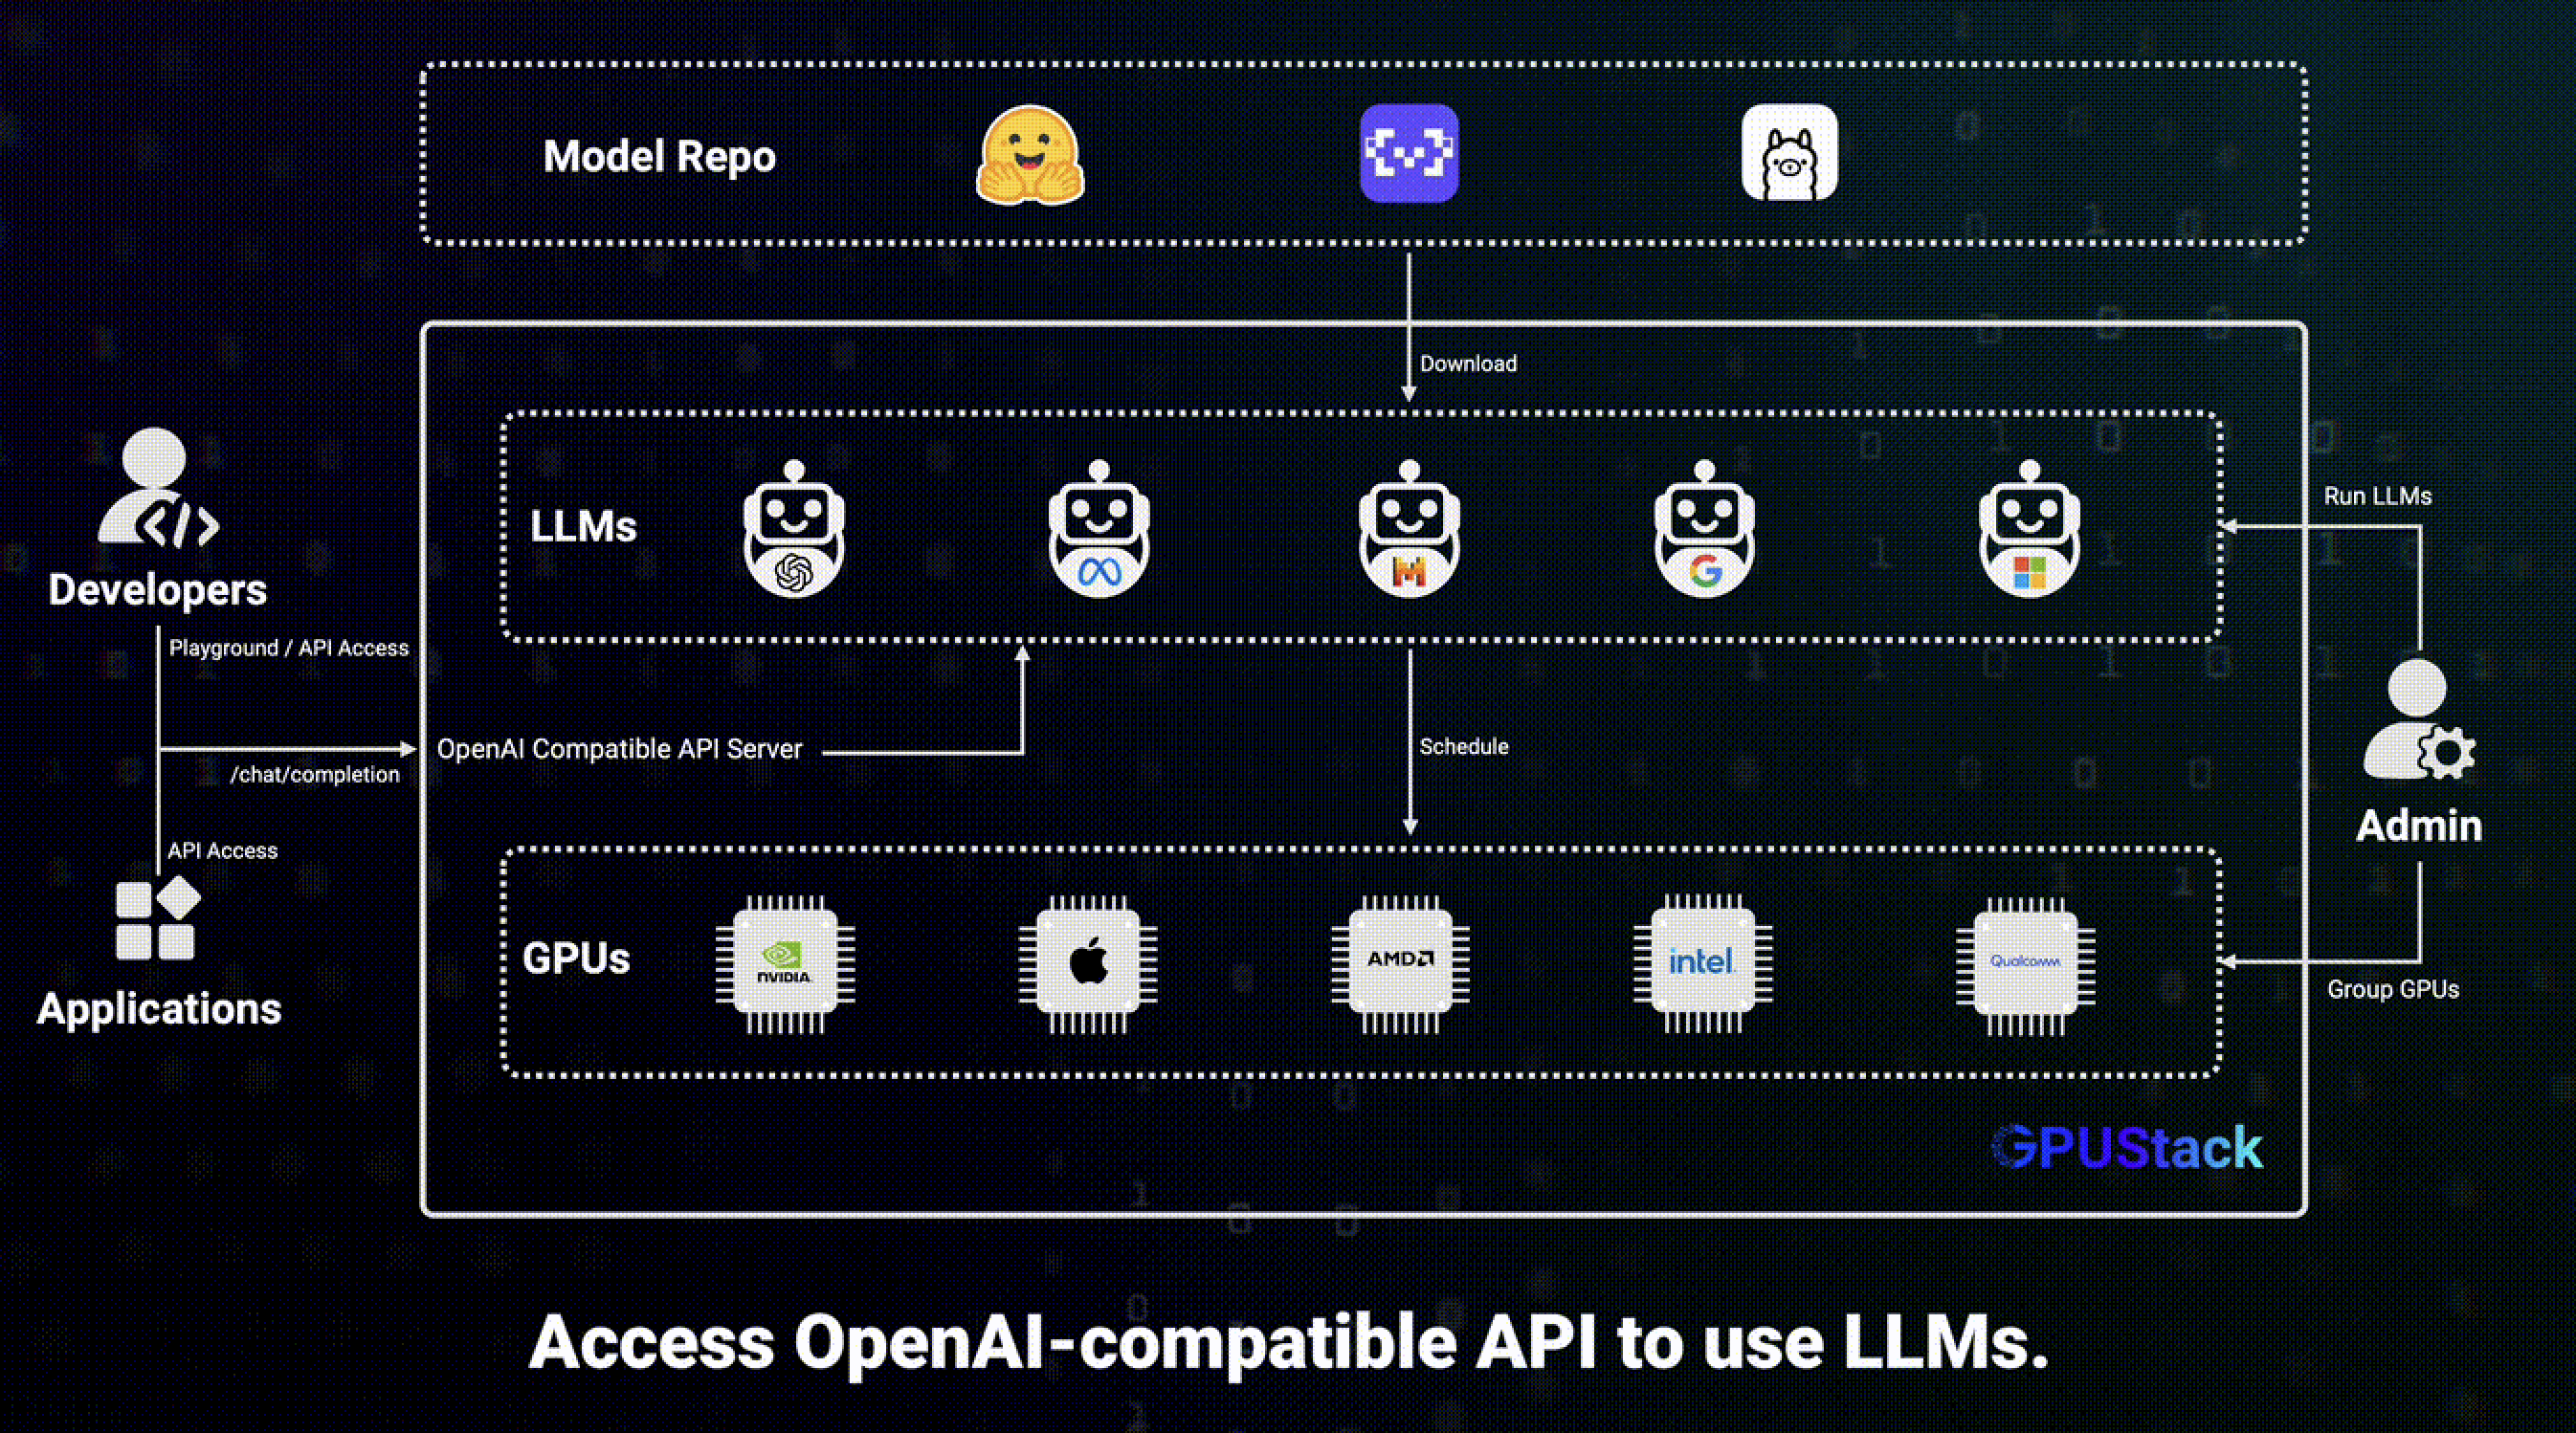 Model Repo
Download
LLMs
Run LLMs
Developers
Playground / API Access
OpenAI Compatible API Server
/chat/completion
Schedule
Admin
API Access
Applications
GPUs
NVIDIA
AMD
intel
Qualcomm
Group GPUs
GPUStack
Access OpenAI-compatible API to use LLMs.